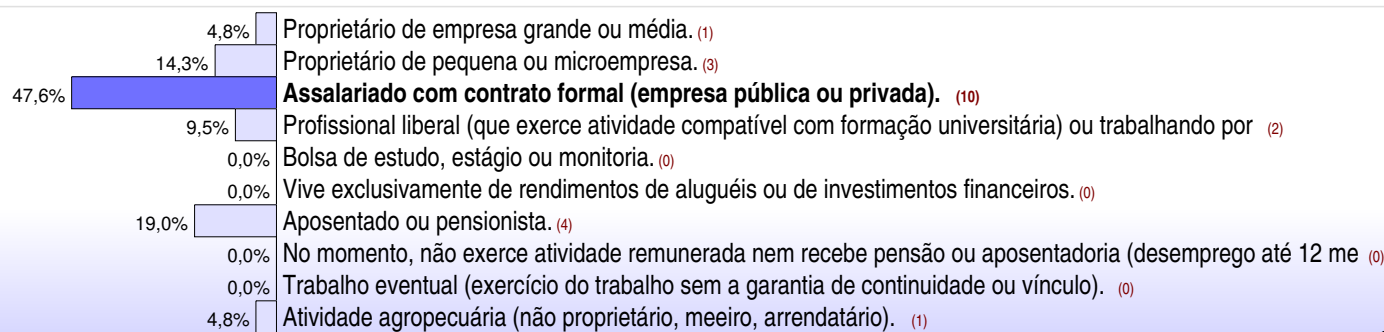 4,8% Proprietário de empresa grande ou média. (1)
14,3% Proprietário de pequena ou microempresa. (3)
47,6% Assalariado com contrato formal (empresa pública ou privada). (10)
9,5% Profissional liberal (que exerce atividade compatível com formação universitária) ou trabalhando por (2)
0,0% Bolsa de estudo, estágio ou monitoria. (0)
0,0% Vive exclusivamente de rendimentos de aluguéis ou de investimentos financeiros. (0)
19,0% Aposentado ou pensionista. (4)
0,0% No momento, não exerce atividade remunerada nem recebe pensão ou aposentadoria (desemprego até 12 me (0)
0,0% Trabalho eventual (exercício do trabalho sem a garantia de continuidade ou vínculo). (0)
4,8% Atividade agropecuária (não proprietário, meeiro, arrendatário). (1)